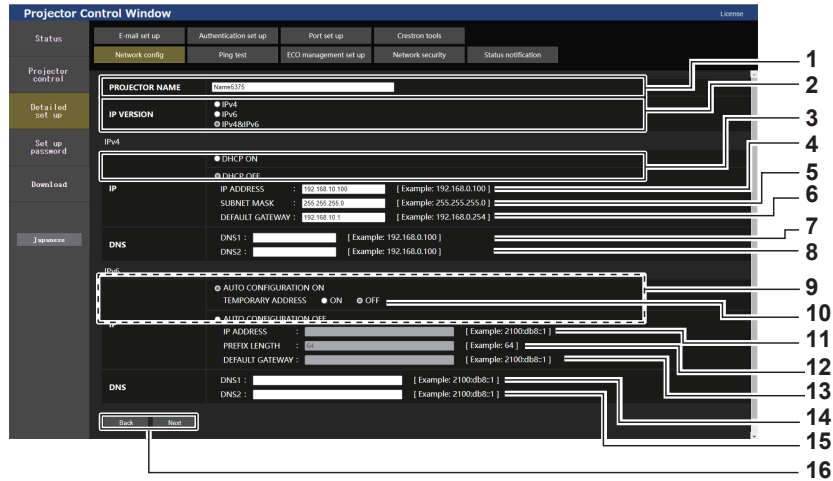 Projector Control Window
License
Status
E-mail set up
Authentication set up
Port set up
Crestron tools
Network config
Ping test
ECO management set up
Network security
Status notification
Projector control
Detailed set up
Set up password
Download
Japanese
PROJECTOR NAME
Name5375
IP VERSION
IPv4
IPv6
IPv4&IPv6
IPv4
DHCP ON
DHCP OFF
IP
IP ADDRESS : 192.168.10.100 [ Example: 192.168.0.100 ]
SUBNET MASK : 255.255.255.0 [ Example: 255.255.255.0 ]
DEFAULT GATEWAY : 192.168.10.1 [ Example: 192.168.0.254 ]
DNS
DNS1 : [ Example: 192.168.0.100 ]
DNS2 : [ Example: 192.168.0.100 ]
IPv6
AUTO CONFIGURATION ON
TEMPORARY ADDRESS ON OFF
AUTO CONFIGURATION OFF
IP
IP ADDRESS : [ Example: 2100:db8::1 ]
PREFIX LENGTH : 64 [ Example: 64 ]
DEFAULT GATEWAY : [ Example: 2100:db8::1 ]
DNS
DNS1 : [ Example: 2100:db8::1 ]
DNS2 : [ Example: 2100:db8::1 ]
Back Next
1
2
3
4
5
6
7
8
9
10
11
12
13
14
15
16